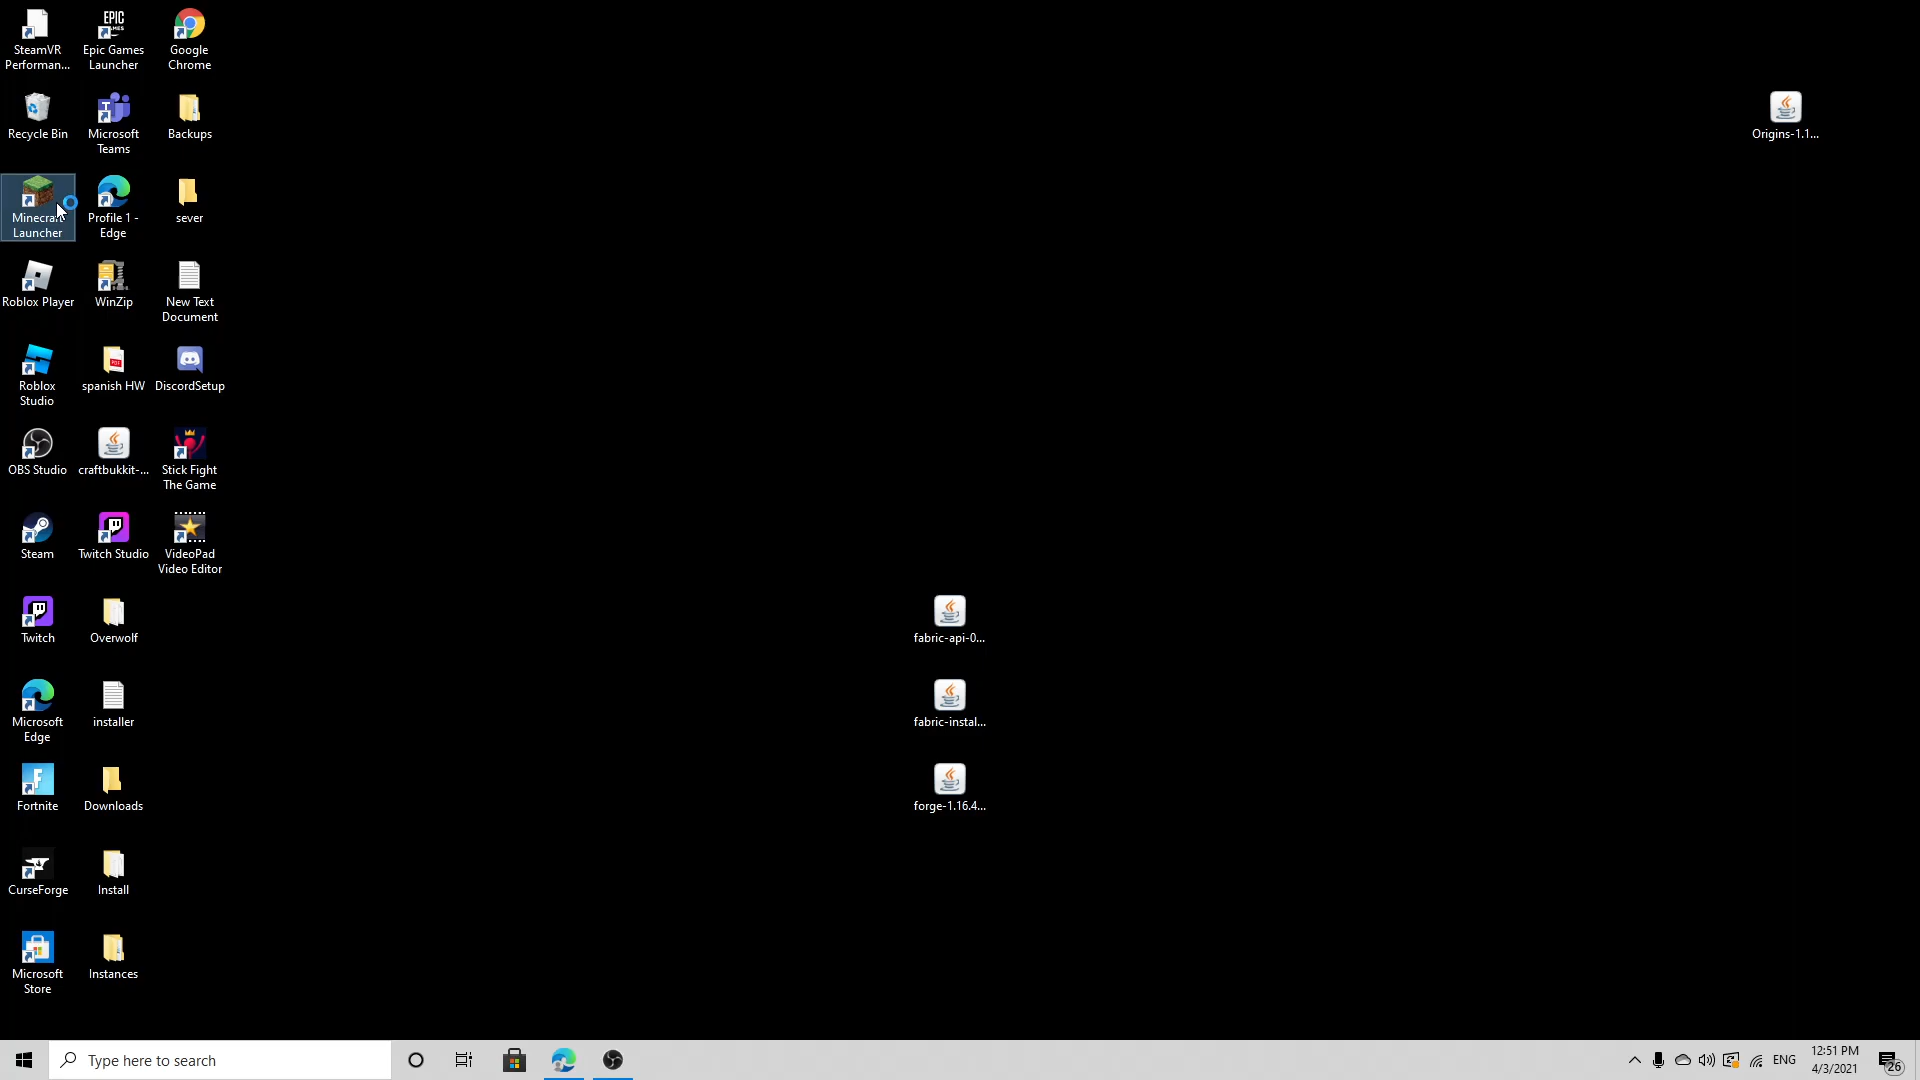 SteamVR
Performan...
Epic Games
Launcher
Google
Chrome
Recycle Bin
Microsoft
Teams
Backups
Origins-1.1...
Launcher
Profile 1 -
Edge
sever
Roblox Player
WinZip
New Text
Document
Roblox
Studio
spanish HW
DiscordSetup
OBS Studio
craftbukkit-...
Stick Fight
The Game
Steam
Twitch Studio
VideoPad
Video Editor
Twitch
Overwolf
fabric-api-0...
Microsoft
Edge
installer
fabric-instal...
Fortnite
Downloads
forge-1.16.4...
CurseForge
Install
Microsoft
Store
Instances
Type here to search
ENG
12:51 PM
4/3/2021
26